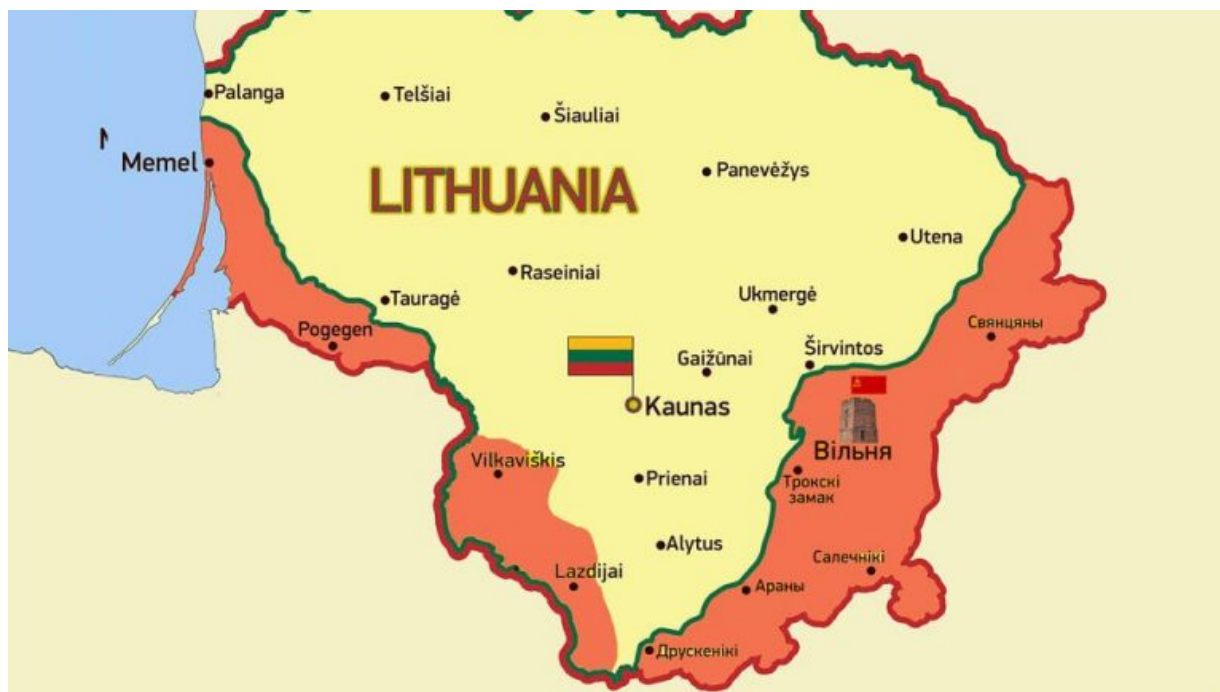 Palanga
Telšiai
Šiauliai
Memel
LITHUANIA
Panevėžys
Utena
Raseiniai
Tauragė
Ukmergė
Pogegen
Свянцяны
Gaižūnai
Širvintos
Kaunas
Вільня
Vilkaviškis
Prienai
Трокскі
замак
Alytus
Lazdijai
Салечнікі
Араны
Друскенікі